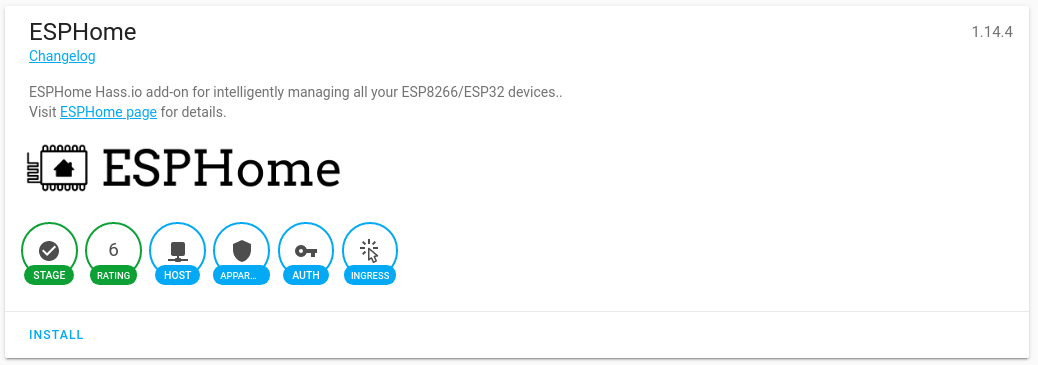 ESPHome
1.14.4
Changelog
ESPHome Hass.io add-on for intelligently managing all your ESP8266/ESP32 devices..
Visit ESPHome page for details.
ESPHome
6
STAGE RATING HOST APPAR... AUTH INGRESS
INSTALL